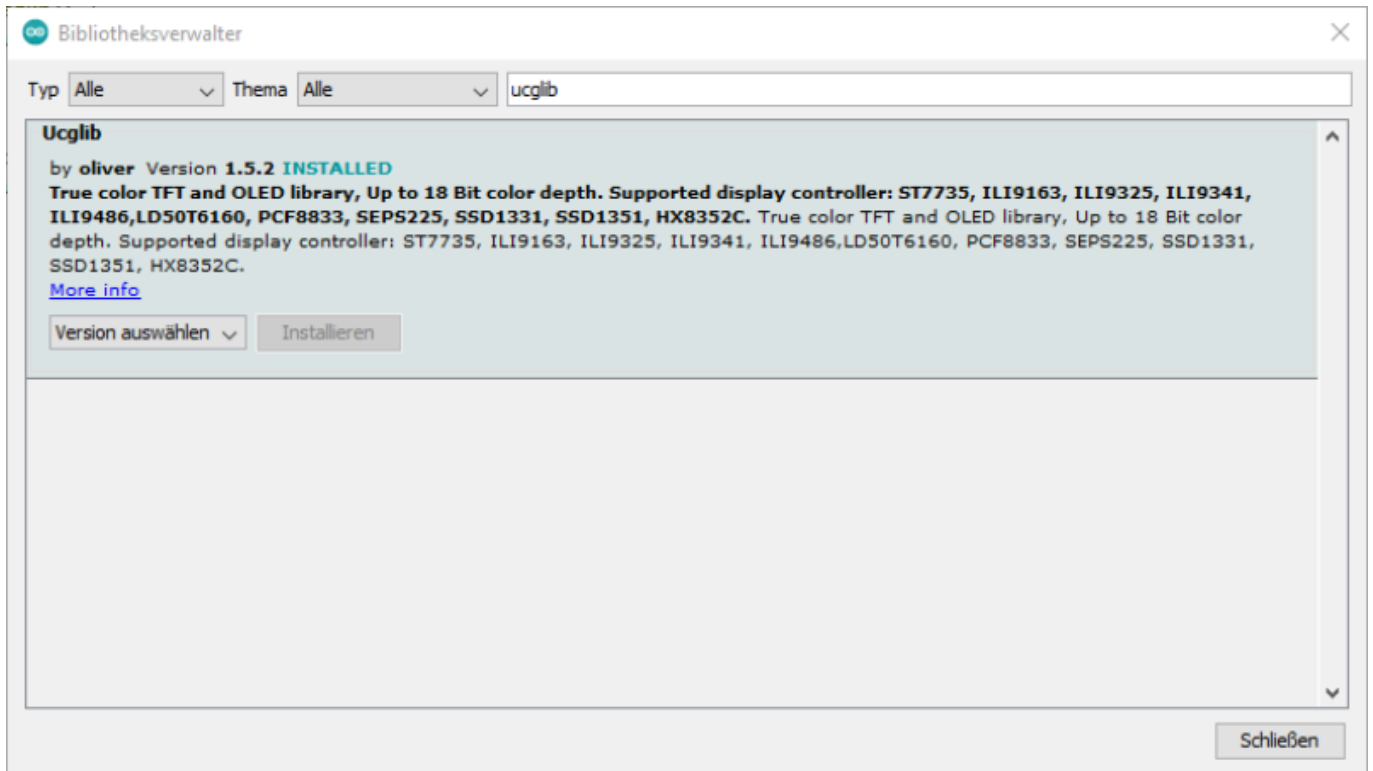 Bibliotheksverwalter
Typ Alle Thema Alle ucglib
Ucglib
by oliver Version 1.5.2 INSTALLED
True color TFT and OLED library, Up to 18 Bit color depth. Supported display controller: ST7735, ILI9163, ILI9325, ILI9341,
ILI9486,LD50T6160, PCF8833, SEPS225, SSD1331, SSD1351, HX8352C. True color TFT and OLED library, Up to 18 Bit color
depth. Supported display controller: ST7735, ILI9163, ILI9325, ILI9341, ILI9486,LD50T6160, PCF8833, SEPS225, SSD1331,
SSD1351, HX8352C.
More info
Version auswählen Installieren
Schließen